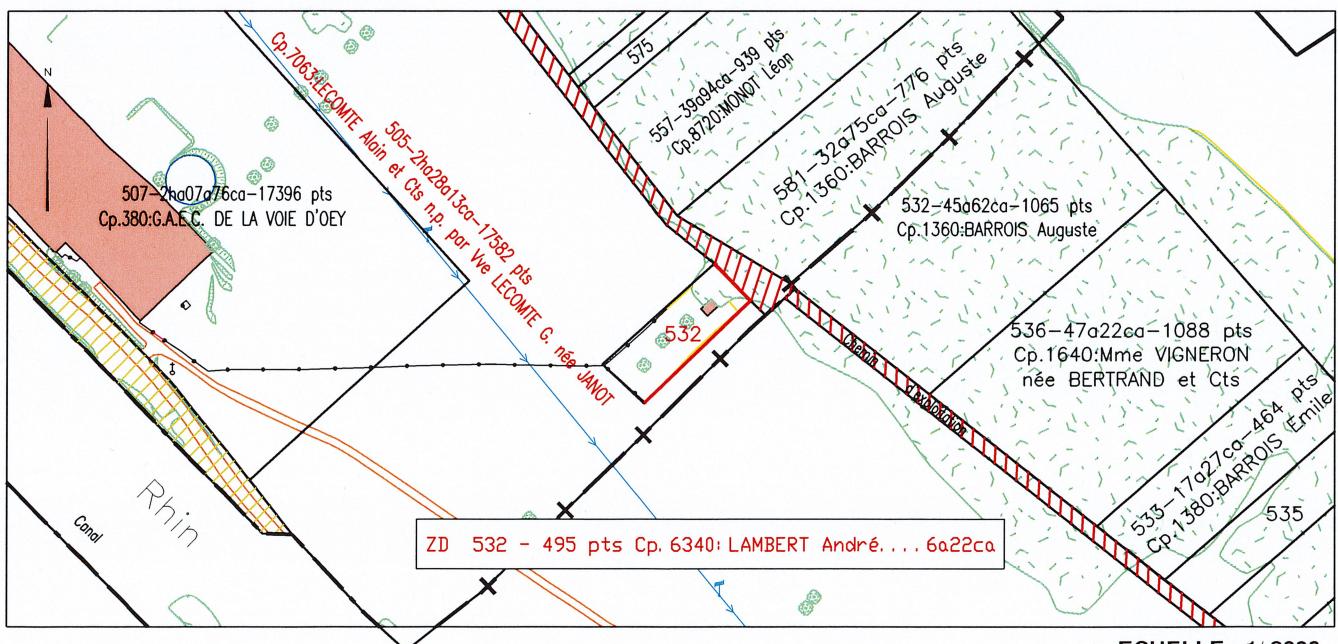 N
575
557-39a94ca-939 pts
Cp.8720:MONOT Léon
581-32a75ca-776 pts
Cp.1360:BARROIS Auguste
505-2ha28a13ca-17582 pts
Cp.7063:LECOMTE Alain et Cts n.p. par Vve LECOMTE G. née JANOT
507-2ha07a76ca-17396 pts
Cp.380:G.A.E.C. DE LA VOIE D'OEY
532-45a62ca-1065 pts
Cp.1360:BARROIS Auguste
532
536-47a22ca-1088 pts
Cp.1640:Mme VIGNERON
née BERTRAND et Cts
Chemin d'exploitation
533-17a27ca-464 pts
Cp.1380:BARROIS Emile
535
Rhin
Canal
ZD 532 - 495 pts Cp. 6340: LAMBERT André.... 6a22ca